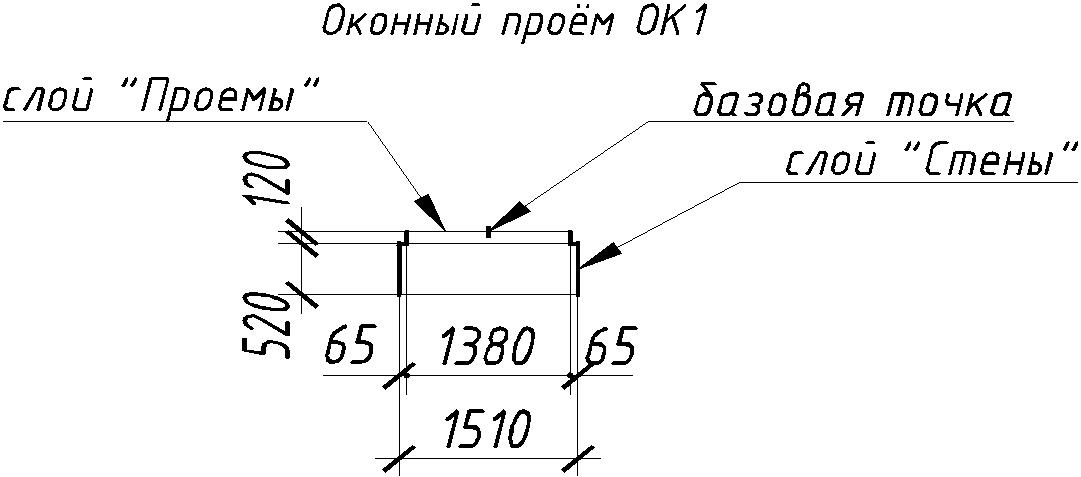 Оконный проём ОК1
слой "Проемы"
базовая точка
слой "Стены"
120
520
65 1380 65
1510